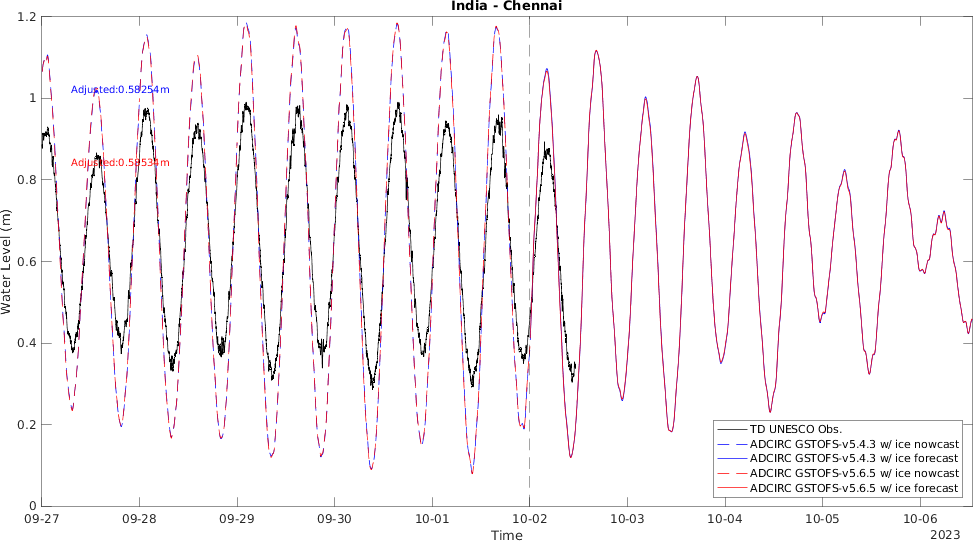 India - Chennai
1.2
1
0.8
0.6
0.4
0.2
0
Water Level (m)
Adjusted:0.58254m
Adjusted:0.59534m
TD UNESCO Obs.
ADCIRC GSTOFS-v5.4.3 w/ ice nowcast
ADCIRC GSTOFS-v5.4.3 w/ ice forecast
ADCIRC GSTOFS-v5.6.5 w/ ice nowcast
ADCIRC GSTOFS-v5.6.5 w/ ice forecast
09-27 09-28 09-29 09-30 10-01 10-02 10-03 10-04 10-05 10-06
Time
2023